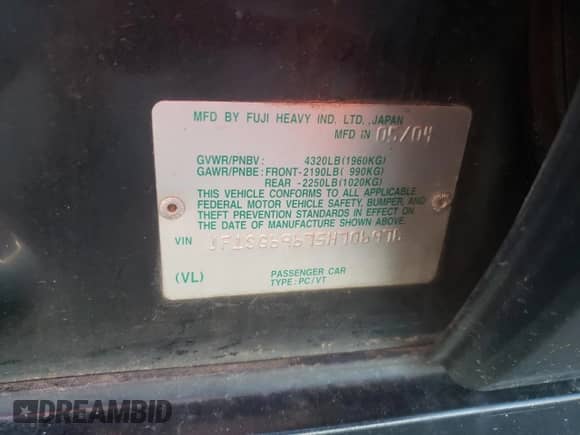 MFD BY FUJI HEAVY IND. LTD., JAPAN
MFD IN 05/04
GVWR/PNBV : 4320LB(1960KG)
GAWR/PNBE:FRONT-2190LB( 990KG)
REAR -2250LB(1020KG)
THIS VEHICLE CONFORMS TO ALL APPLICABLE
FEDERAL MOTOR VEHICLE SAFETY, BUMPER, AND
THEFT PREVENTION STANDARDS IN EFFECT ON
THE DATE OF MANUFACTURE SHOWN ABOVE.
VIN
(VL) PASSENGER CAR
TYPE:PC/VT
DREAMBID